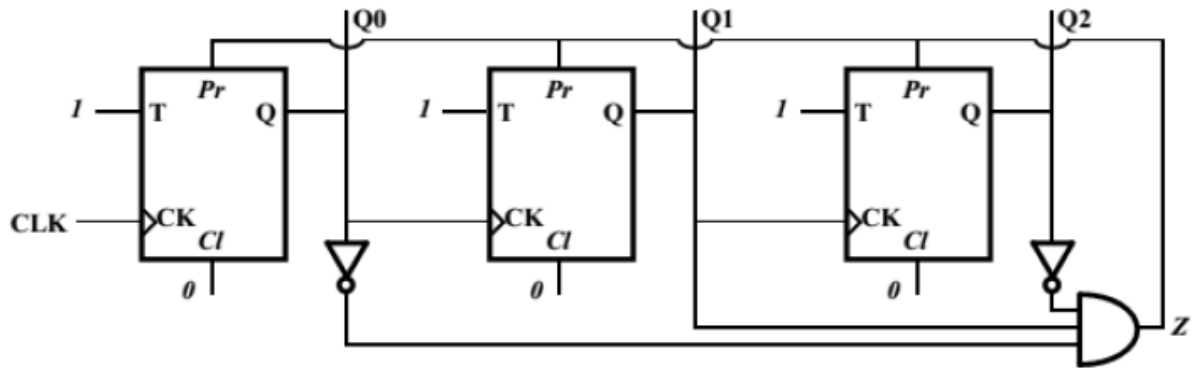 Q0 Q1 Q2
Pr Pr Pr
1 T Q 1 T Q 1 T Q
CLK CK CK CK
Cl Cl Cl
0 0 0
Z